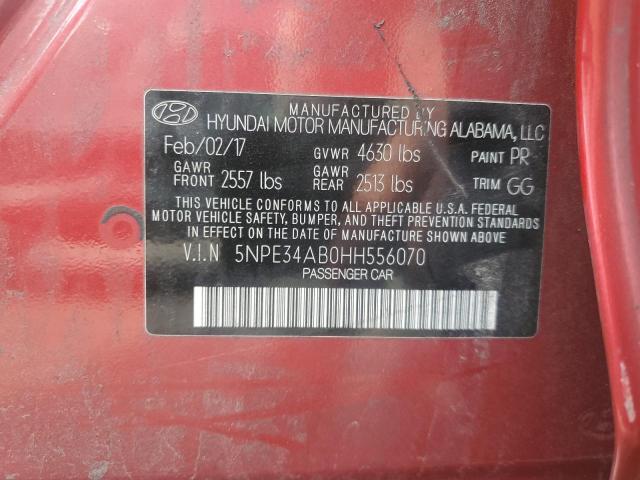 MANUFACTURED BY
HYUNDAI MOTOR MANUFACTURING ALABAMA, LLC
Feb/02/17 GVWR 4630 lbs PAINT PR
GAWR FRONT 2557 lbs GAWR REAR 2513 lbs TRIM GG
THIS VEHICLE CONFORMS TO ALL APPLICABLE U.S.A. FEDERAL
MOTOR VEHICLE SAFETY, BUMPER, AND THEFT PREVENTION STANDARDS
IN EFFECT ON THE DATE OF MANUFACTURE SHOWN ABOVE.
V.I.N 5NPE34AB0HH556070
PASSENGER CAR